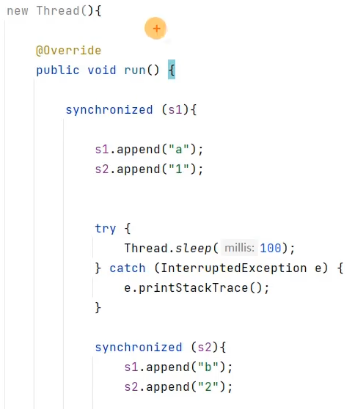 new Thread(){
@Override
public void run() {
synchronized (s1){
s1.append("a");
s2.append("1");
try {
Thread.sleep( millis: 100);
} catch (InterruptedException e) {
e.printStackTrace();
}
synchronized (s2){
s1.append("b");
s2.append("2");